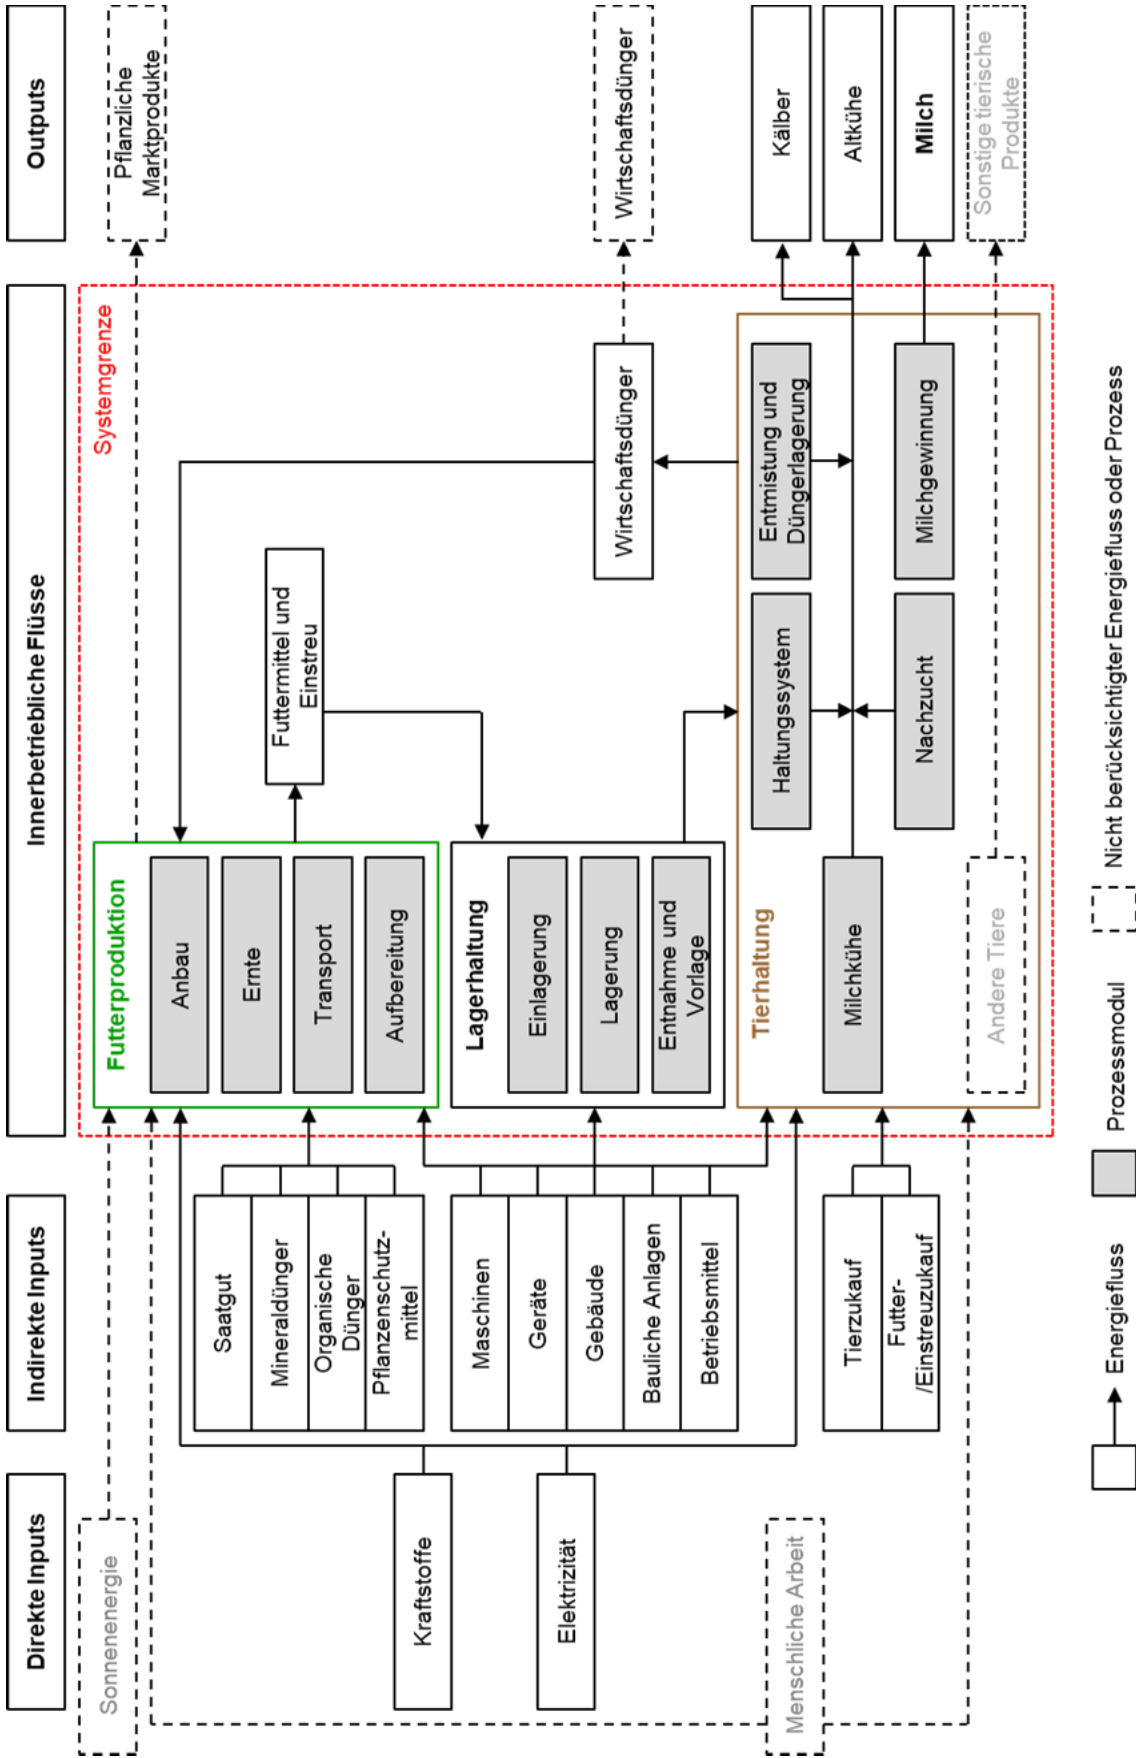 Direkte Inputs
Indirekte Inputs
Innerbetriebliche Flüsse
Outputs
Sonnenenergie
Kraftstoffe
Elektrizität
Menschliche Arbeit
Saatgut
Mineraldünger
Organische
Dünger
Pflanzenschutz-
mittel
Maschinen
Geräte
Gebäude
Bauliche Anlagen
Betriebsmittel
Tierzukauf
Futter-
/Einstreuzukauf
Systemgrenze
Futterproduktion
Anbau
Ernte
Transport
Aufbereitung
Futtermittel und
Einstreu
Lagerhaltung
Einlagerung
Lagerung
Entnahme und
Vorlage
Wirtschaftsdünger
Tierhaltung
Haltungssystem
Entmistung und
Düngerlagerung
Milchkühe
Nachzucht
Milchgewinnung
Andere Tiere
Pflanzliche
Marktprodukte
Wirtschaftsdünger
Kälber
Altkühe
Milch
Sonstige tierische
Produkte
Energiefluss
Prozessmodul
Nicht berücksichtigter Energiefluss oder Prozess